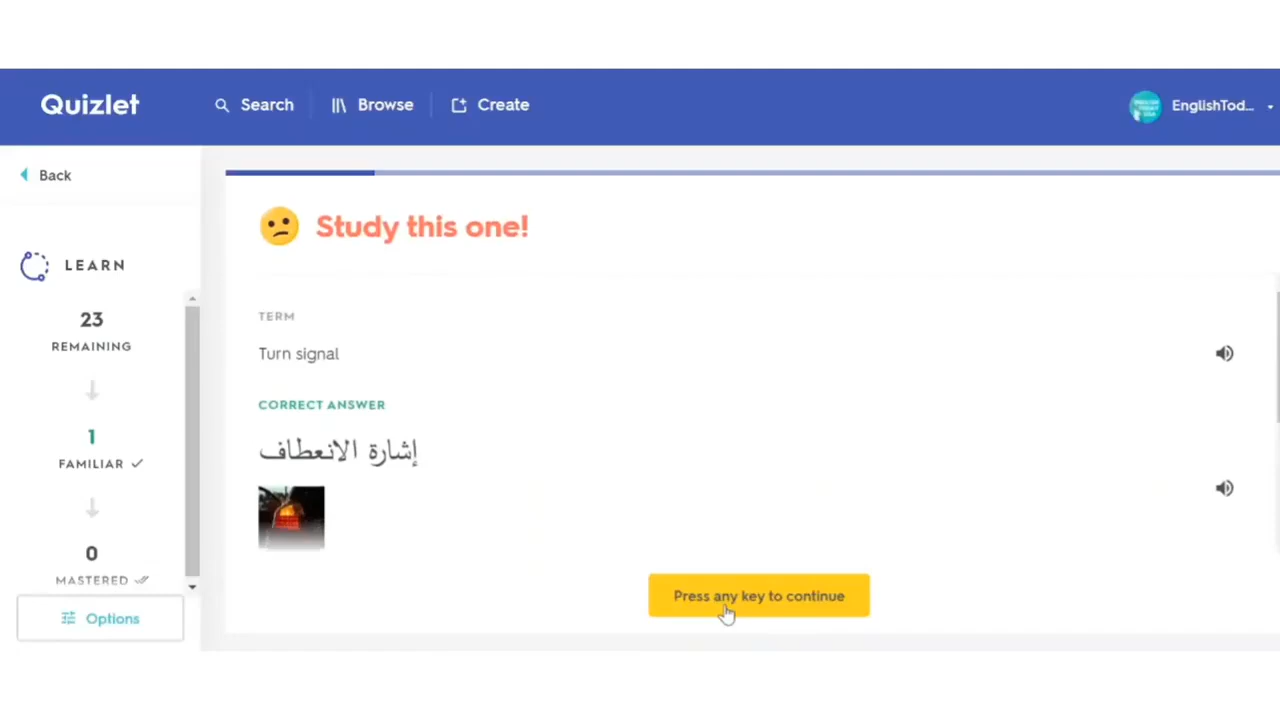 Quizlet
Search
Browse
Create
EnglishTod...
Back
LEARN
23
REMAINING
1
FAMILIAR
0
MASTERED
Options
Study this one!
TERM
Turn signal
CORRECT ANSWER
إشارة الانعطاف
Press any key to continue